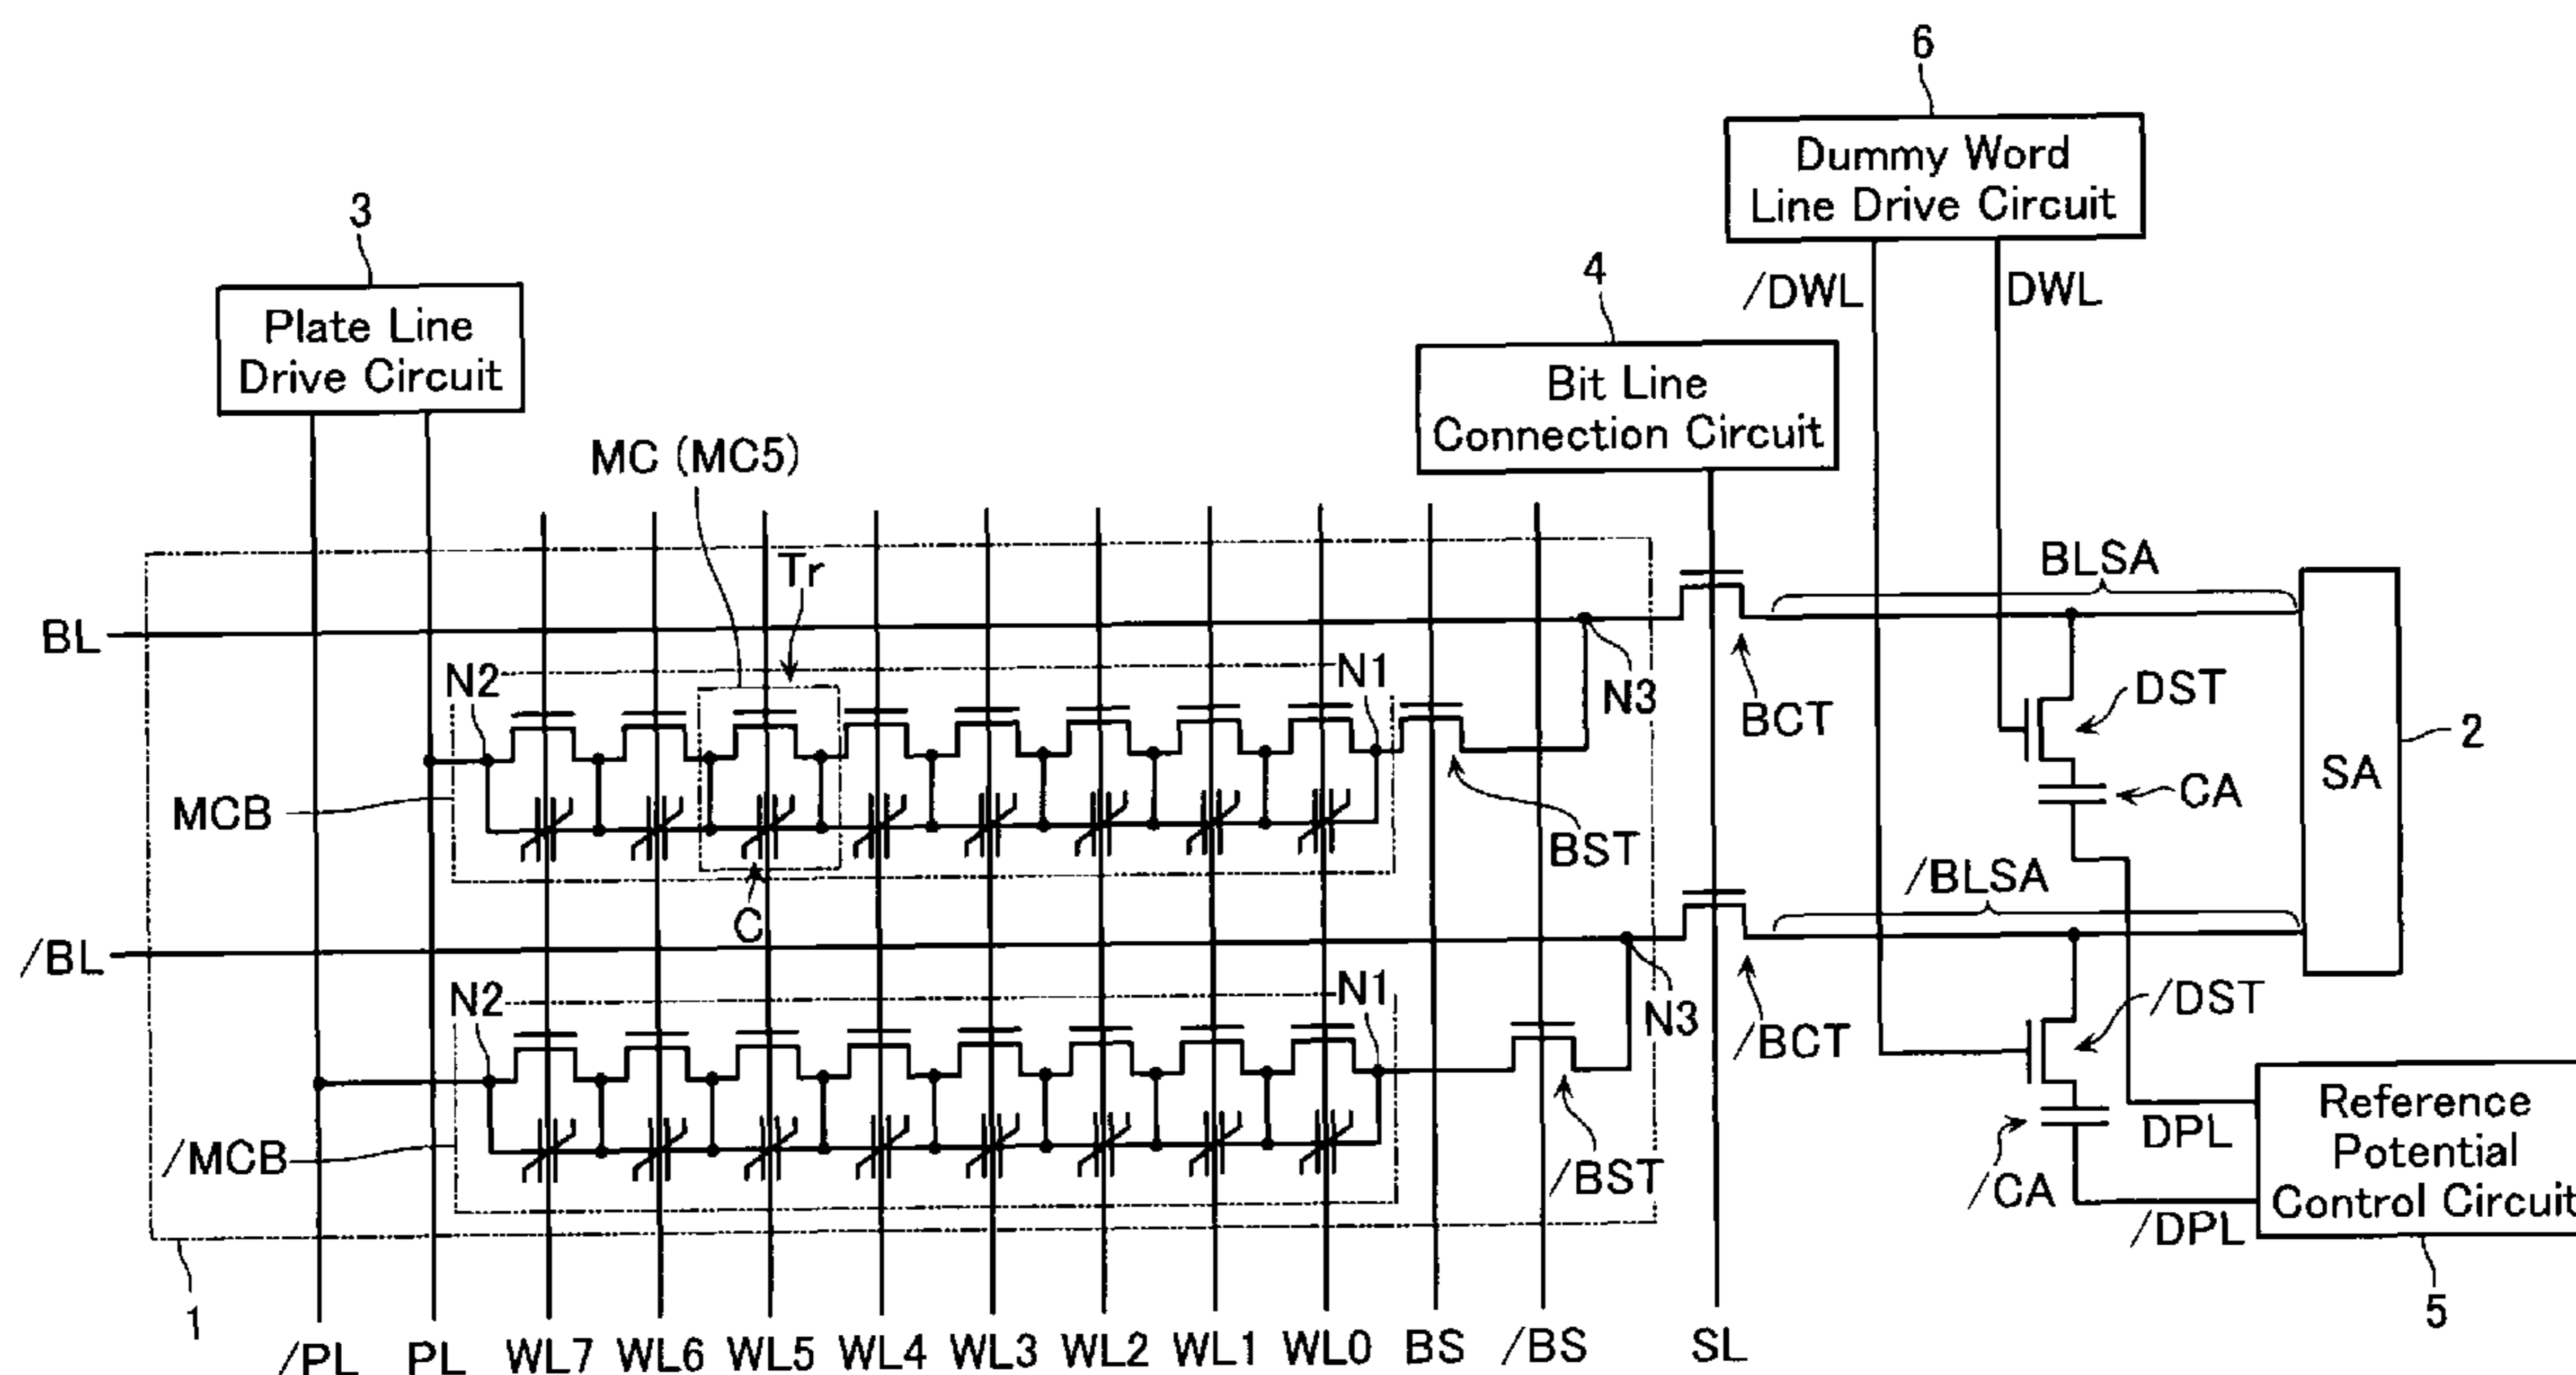 6
Dummy Word
Line Drive Circuit
3
4
/DWL
DWL
Plate Line
Drive Circuit
Bit Line
Connection Circuit
MC (MC5)
Tr
BLSA
BL
N2
N1
N3
BCT
DST
2
SA
MCB
CA
BST
C
/BLSA
/BL
N2
N1
N3
/BCT
/DST
/MCB
/BST
DPL
Reference
Potential
Control Circuit
/CA
/DPL
1
5
/PL
PL
WL7
WL6
WL5
WL4
WL3
WL2
WL1
WL0
BS
/BS
SL